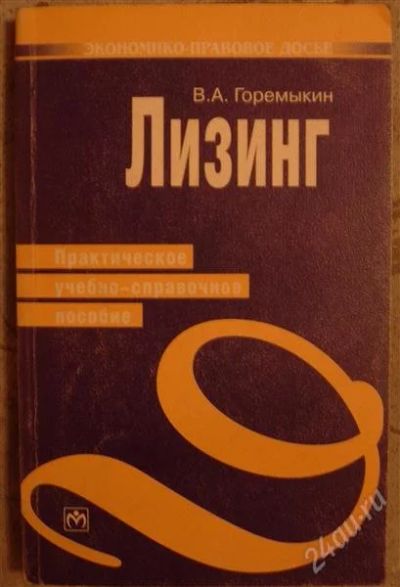 ЭКОНОМИКО-ПРАВОВОЕ ДОСЬЕ
В.А. Горемыкин
Лизинг
Практическое
учебно-справочное
пособие
24au.ru